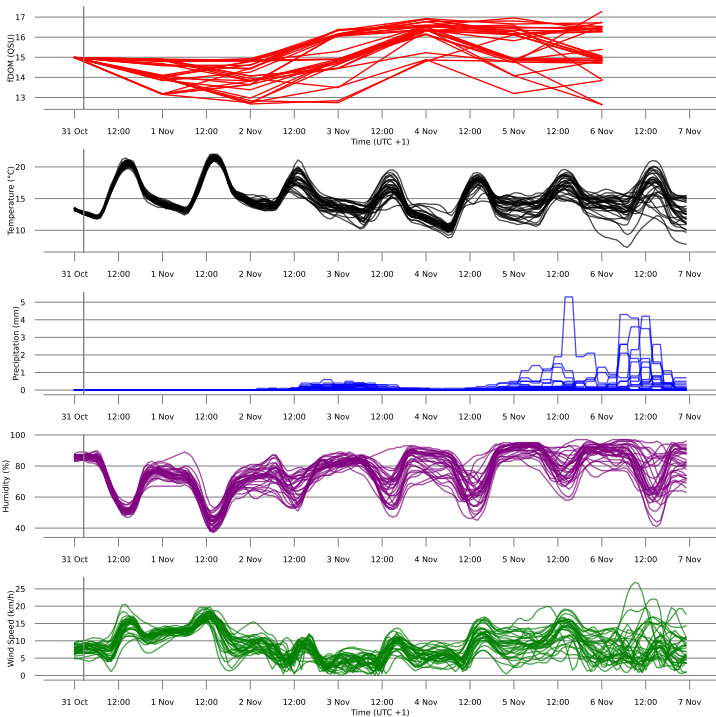 fDOM (QSU)
17
16
15
14
13
31 Oct 12:00 1 Nov 12:00 2 Nov 12:00 3 Nov 12:00 4 Nov 12:00 5 Nov 12:00 6 Nov 12:00 7 Nov
Time (UTC +1)
Temperature (°C)
20
15
10
31 Oct 12:00 1 Nov 12:00 2 Nov 12:00 3 Nov 12:00 4 Nov 12:00 5 Nov 12:00 6 Nov 12:00 7 Nov
Precipitation (mm)
5
4
3
2
1
0
31 Oct 12:00 1 Nov 12:00 2 Nov 12:00 3 Nov 12:00 4 Nov 12:00 5 Nov 12:00 6 Nov 12:00 7 Nov
Humidity (%)
100
80
60
40
31 Oct 12:00 1 Nov 12:00 2 Nov 12:00 3 Nov 12:00 4 Nov 12:00 5 Nov 12:00 6 Nov 12:00 7 Nov
Wind Speed (km/h)
25
20
15
10
5
0
31 Oct 12:00 1 Nov 12:00 2 Nov 12:00 3 Nov 12:00 4 Nov 12:00 5 Nov 12:00 6 Nov 12:00 7 Nov
Time (UTC +1)